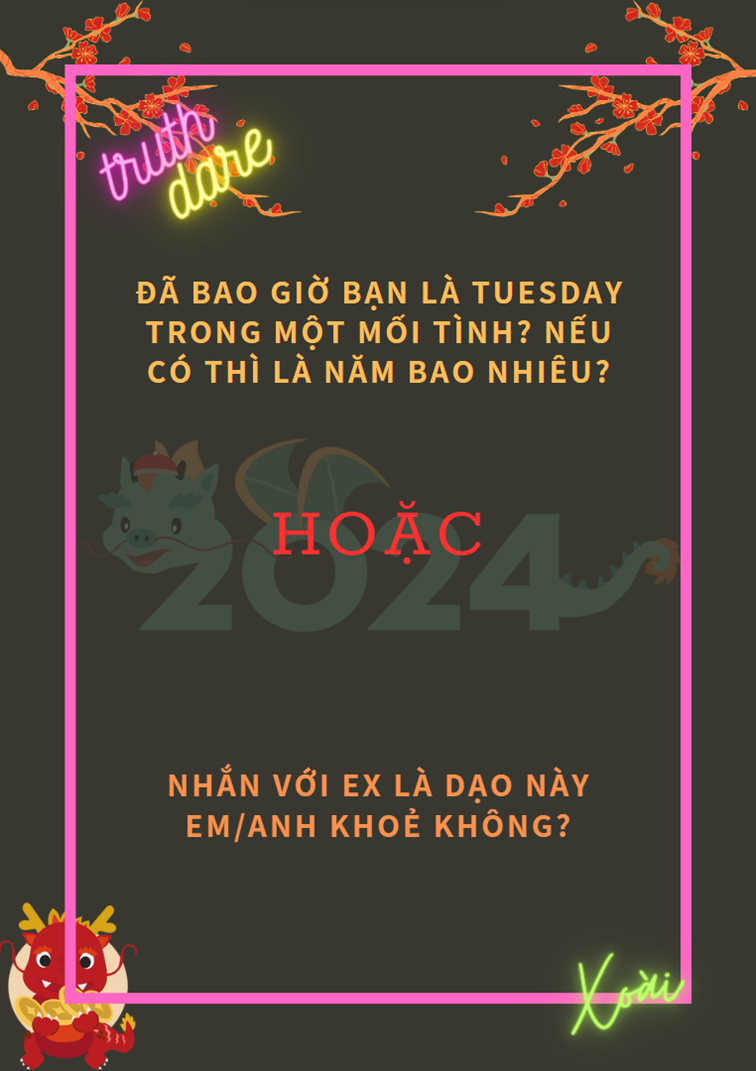 truth
dare
ĐÃ BAO GIỜ BẠN LÀ TUESDAY
TRONG MỘT MỐI TÌNH? NẾU
CÓ THÌ LÀ NĂM BAO NHIÊU?
2024
HOẶC
NHẮN VỚI EX LÀ DẠO NÀY
EM/ANH KHOẺ KHÔNG?
Xoài